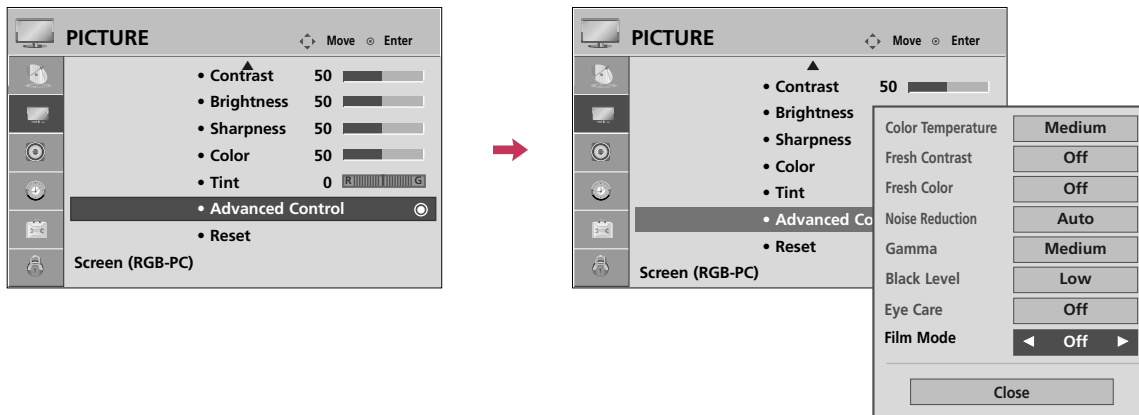 PICTURE Move Enter
• Contrast 50
• Brightness 50
• Sharpness 50
• Color 50
• Tint 0 R G
• Advanced Control
• Reset
Screen (RGB-PC)
PICTURE Move Enter
• Contrast 50
• Brightness
• Sharpness
• Color
• Tint
• Advanced Co
• Reset
Screen (RGB-PC)
Color Temperature Medium
Fresh Contrast Off
Fresh Color Off
Noise Reduction Auto
Gamma Medium
Black Level Low
Eye Care Off
Film Mode ◄ Off ►
Close